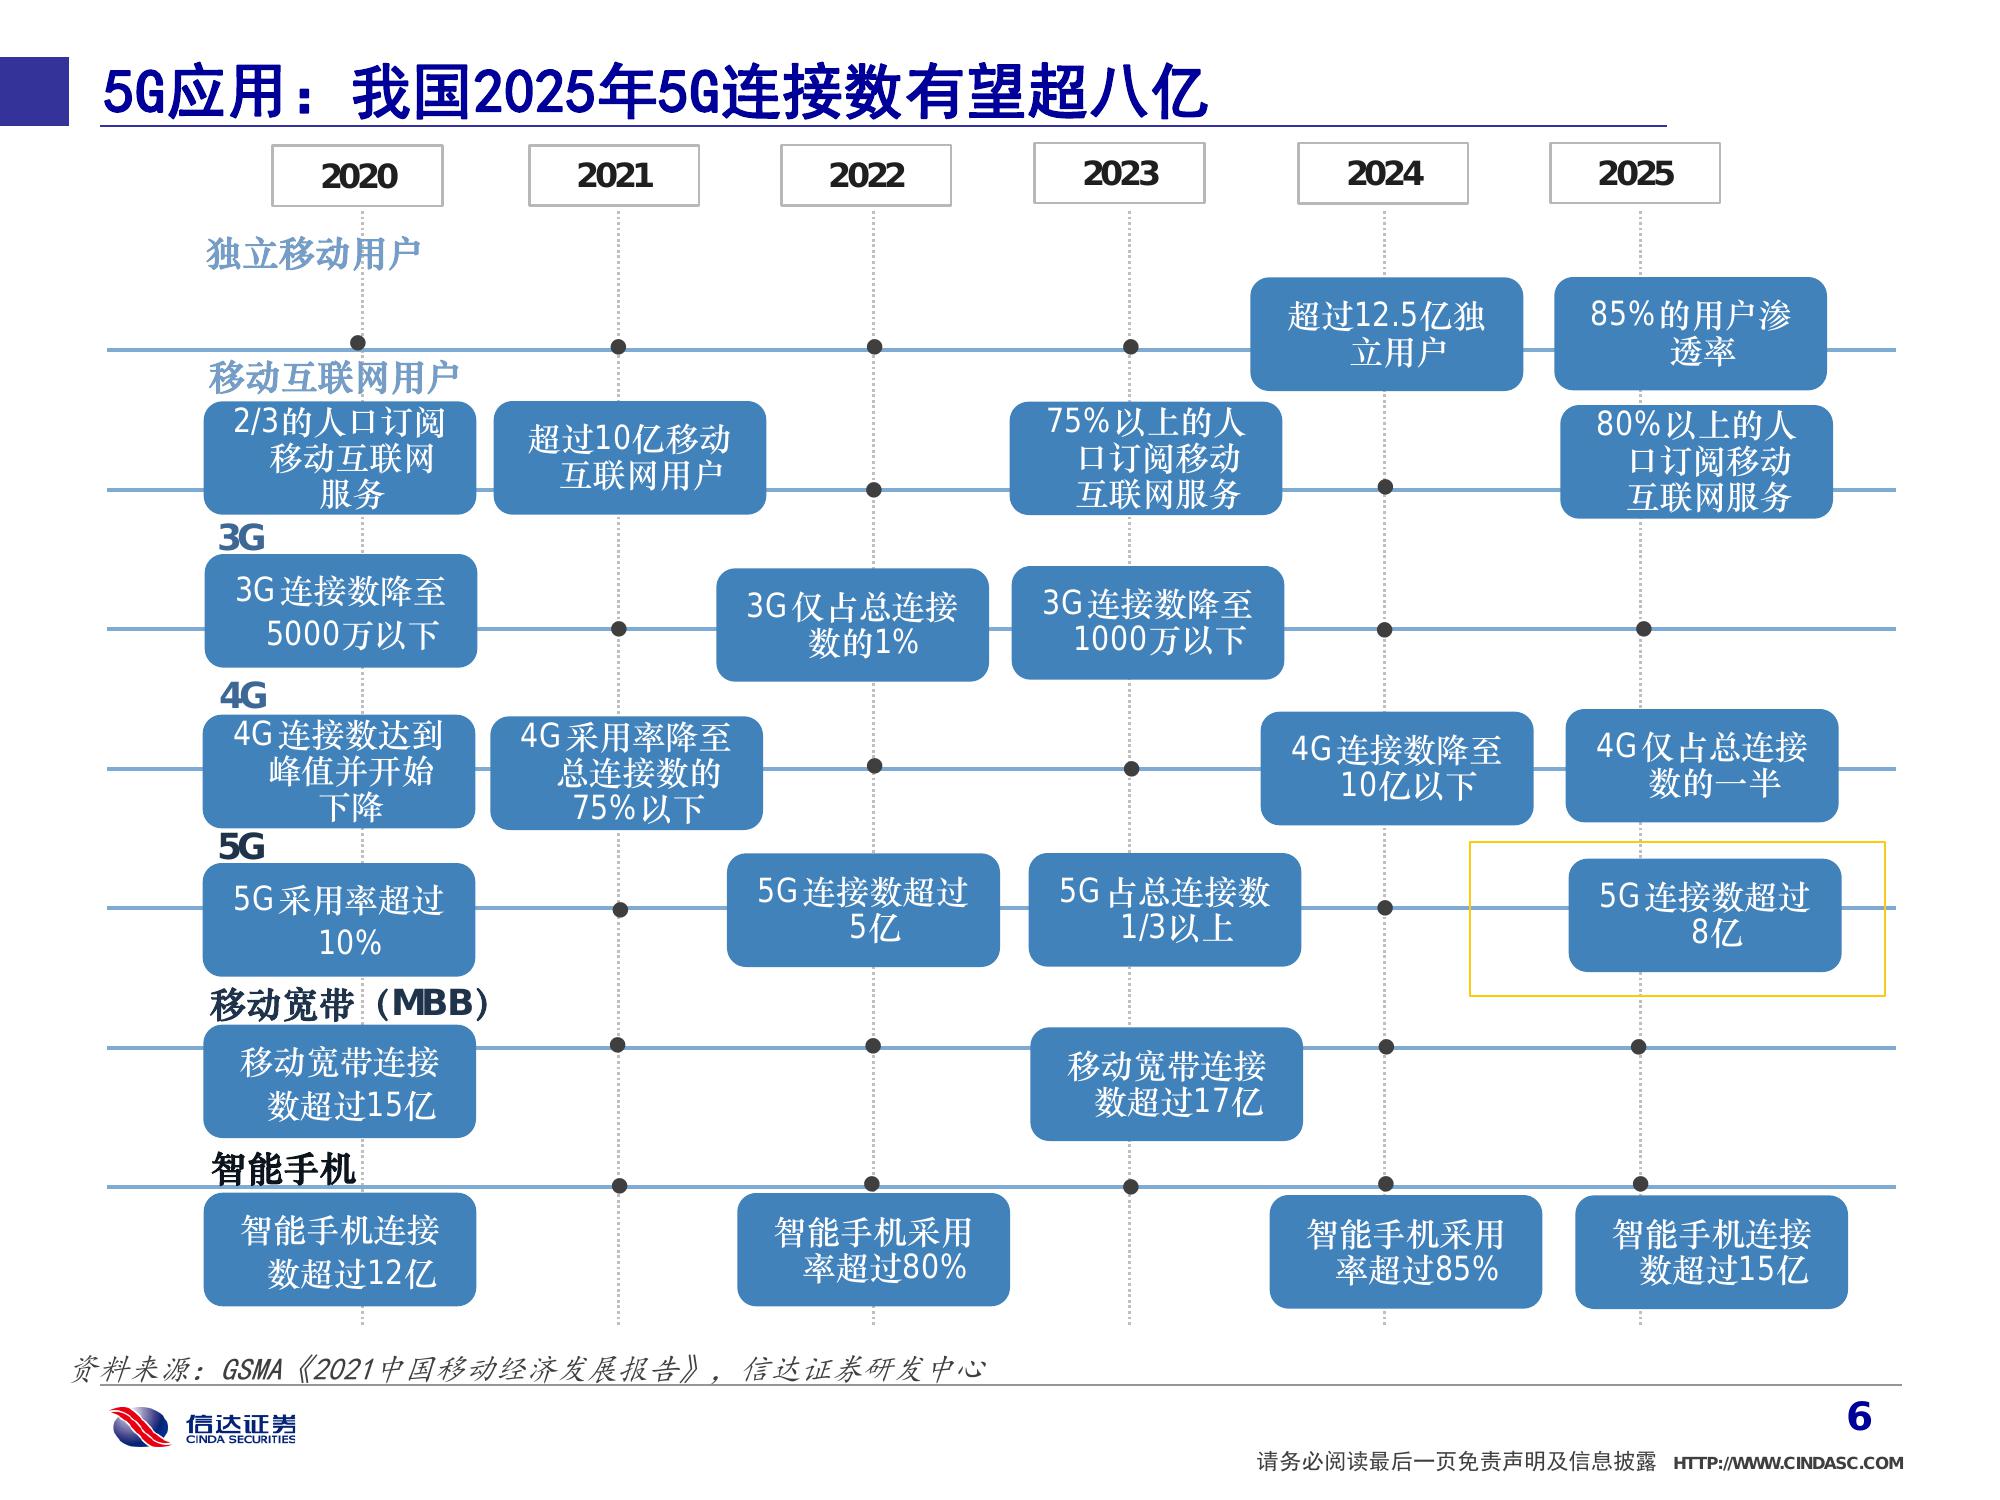 5G应用：我国2025年5G连接数有望超八亿
2020
2021
2022
2023
2024
2025
独立移动用户
超过12.5亿独
立用户
85%的用户渗
透率
移动互联网用户
2/3的人口订阅
移动互联网
服务
超过10亿移动
互联网用户
75%以上的人
口订阅移动
互联网服务
80%以上的人
口订阅移动
互联网服务
3G
3G连接数降至
5000万以下
3G仅占总连接
数的1%
3G连接数降至
1000万以下
4G
4G连接数达到
峰值并开始
下降
4G采用率降至
总连接数的
75%以下
4G连接数降至
10亿以下
4G仅占总连接
数的一半
5G
5G采用率超过
10%
5G连接数超过
5亿
5G占总连接数
1/3以上
5G连接数超过
8亿
移动宽带（MBB）
移动宽带连接
数超过15亿
移动宽带连接
数超过17亿
智能手机
智能手机连接
数超过12亿
智能手机采用
率超过80%
智能手机采用
率超过85%
智能手机连接
数超过15亿
资料来源：GSMA《2021中国移动经济发展报告》，信达证券研发中心
信达证券
CINDA SECURITIES
6
请务必阅读最后一页免责声明及信息披露 HTTP://WWW.CINDASC.COM